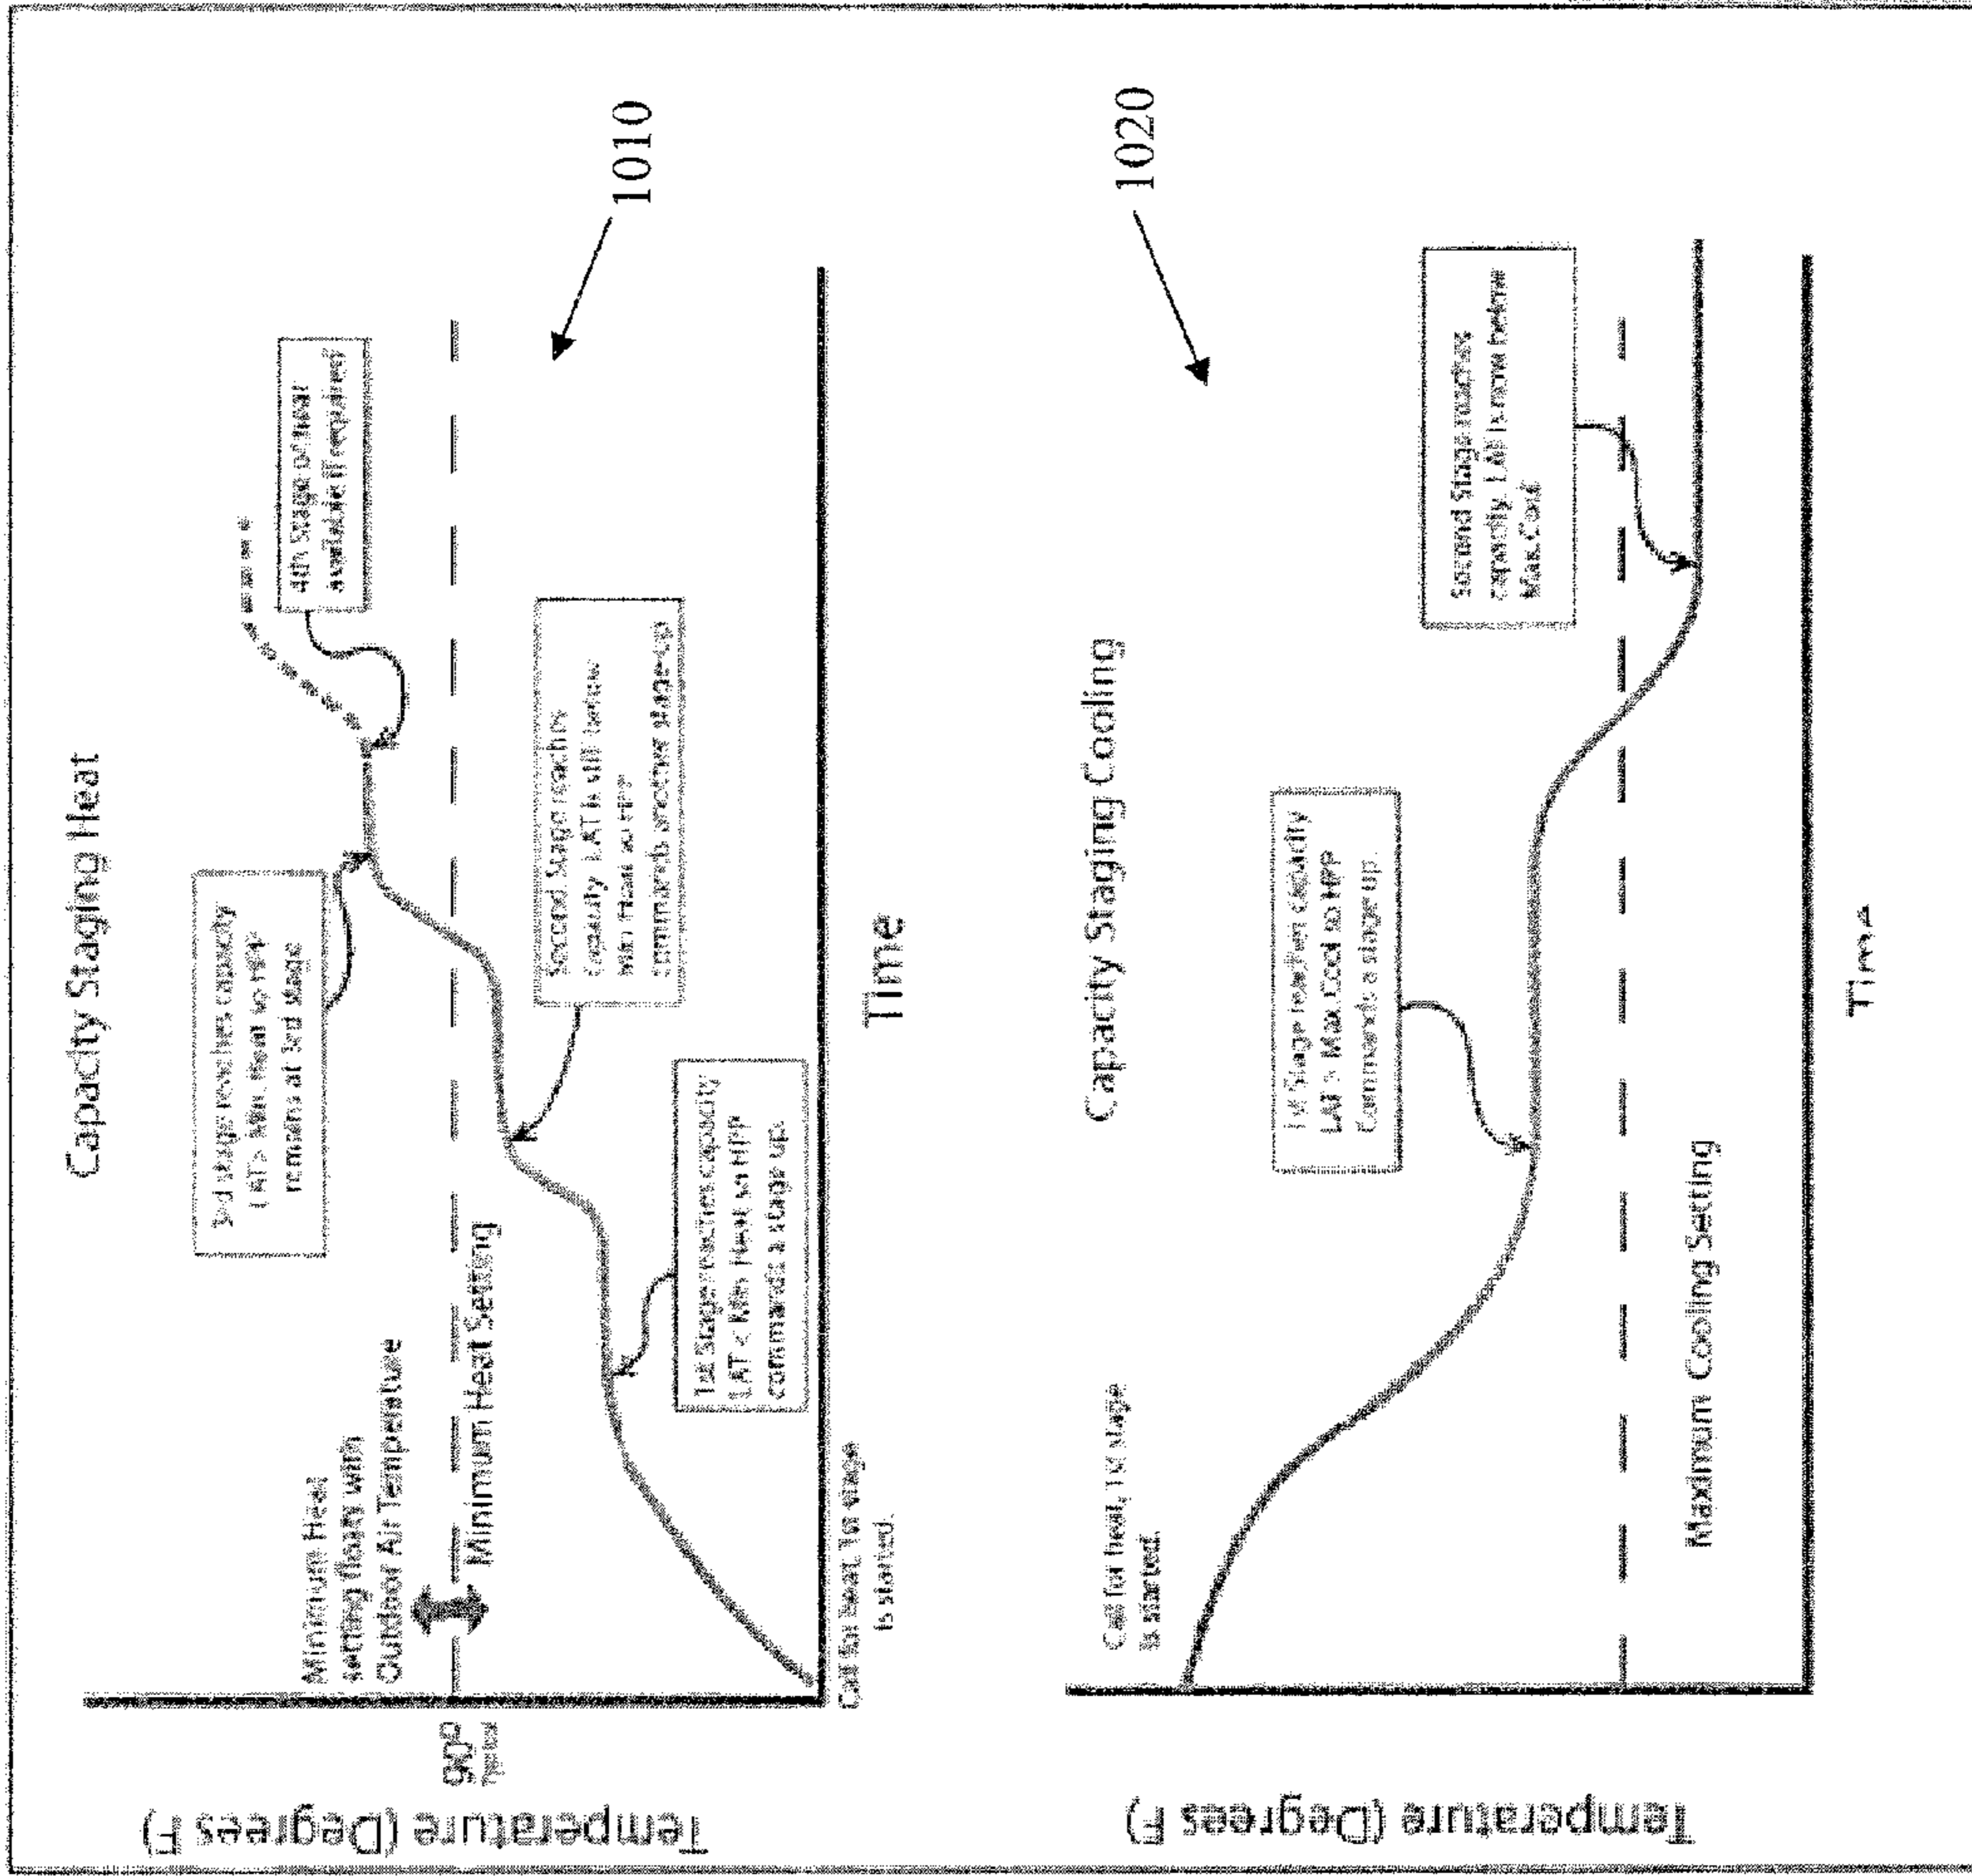 Capacity Staging Heat
Temperature (Degrees F)
90º
Typical
Minimum Heat
setting floats with
Outdoor Air Temperature
Minimum Heat Setting
3rd stage reaches capacity
LAT > Min. Heat so HPP
remains at 3rd stage
4th Stage of heat
available if required
Second Stage reaches
capacity. LAT is still below
Min Heat so HPP
commands another stage-up
1st Stage reaches capacity
LAT < Min Heat so HPP
commands a stage up.
Call for heat, 1st stage
is started.
Time
1010
Capacity Staging Cooling
Temperature (Degrees F)
Call for heat, 1st stage
is started.
1st Stage reaches capacity
LAT > Max Cool so HPP
Commands a stage up.
Second Stage reaches
capacity. LAT is now below
Max Cool
Maximum Cooling Setting
Time
1020